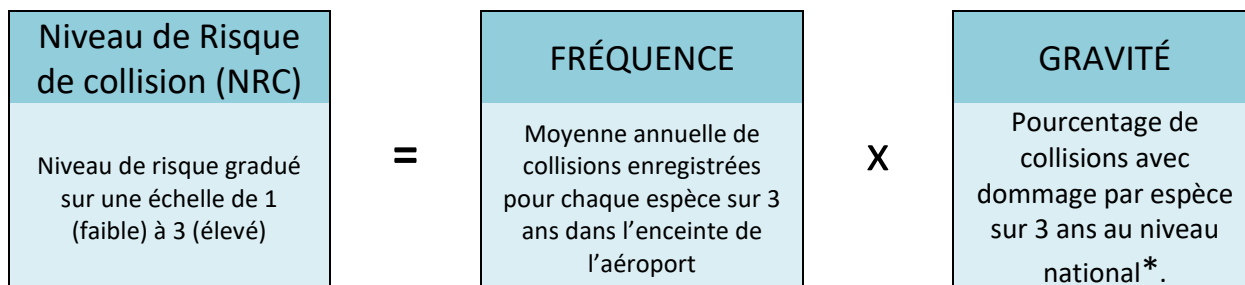 Niveau de Risque
de collision (NRC)
Niveau de risque gradué
sur une échelle de 1
(faible) à 3 (élevé)
=
FRÉQUENCE
Moyenne annuelle de
collisions enregistrées
pour chaque espèce sur 3
ans dans l’enceinte de
l’aéroport
x
GRAVITÉ
Pourcentage de
collisions avec
dommage par espèce
sur 3 ans au niveau
national*.